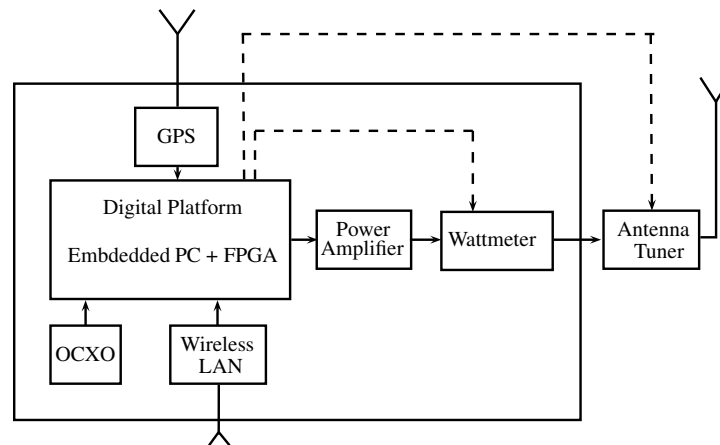 GPS
Digital Platform
Embdedded PC + FPGA
Power
Amplifier
Wattmeter
Antenna
Tuner
OCXO
Wireless
LAN